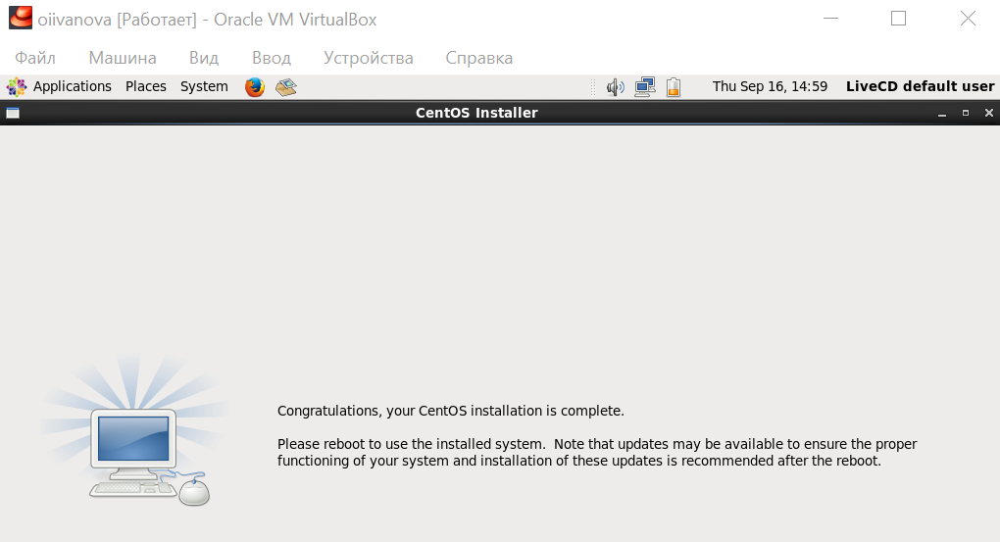 oiivanova [Работает] - Oracle VM VirtualBox
Файл Машина Вид Ввод Устройства Справка
Applications Places System Thu Sep 16, 14:59 LiveCD default user
CentOS Installer
Congratulations, your CentOS installation is complete.
Please reboot to use the installed system.  Note that updates may be available to ensure the proper
functioning of your system and installation of these updates is recommended after the reboot.